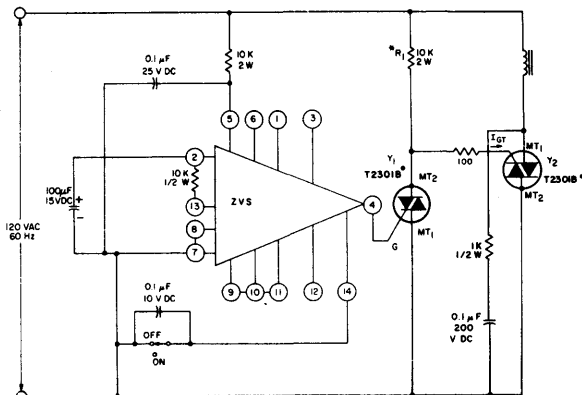 0.1 µF
25 V DC
10 K
2 W
*R1
10 K
2 W
5
6
1
3
IGT
MT1
Y2
T2301B*
MT2
100
2
10 K
1/2 W
13
8
7
ZVS
4
Y1
T2301B*
MT2
G
MT1
100µF
15VDC
+
-
120 VAC
60 Hz
9
10
11
12
14
1K
1/2 W
0.1 µF
10 V DC
OFF
ON
0.1 µF
200
V DC